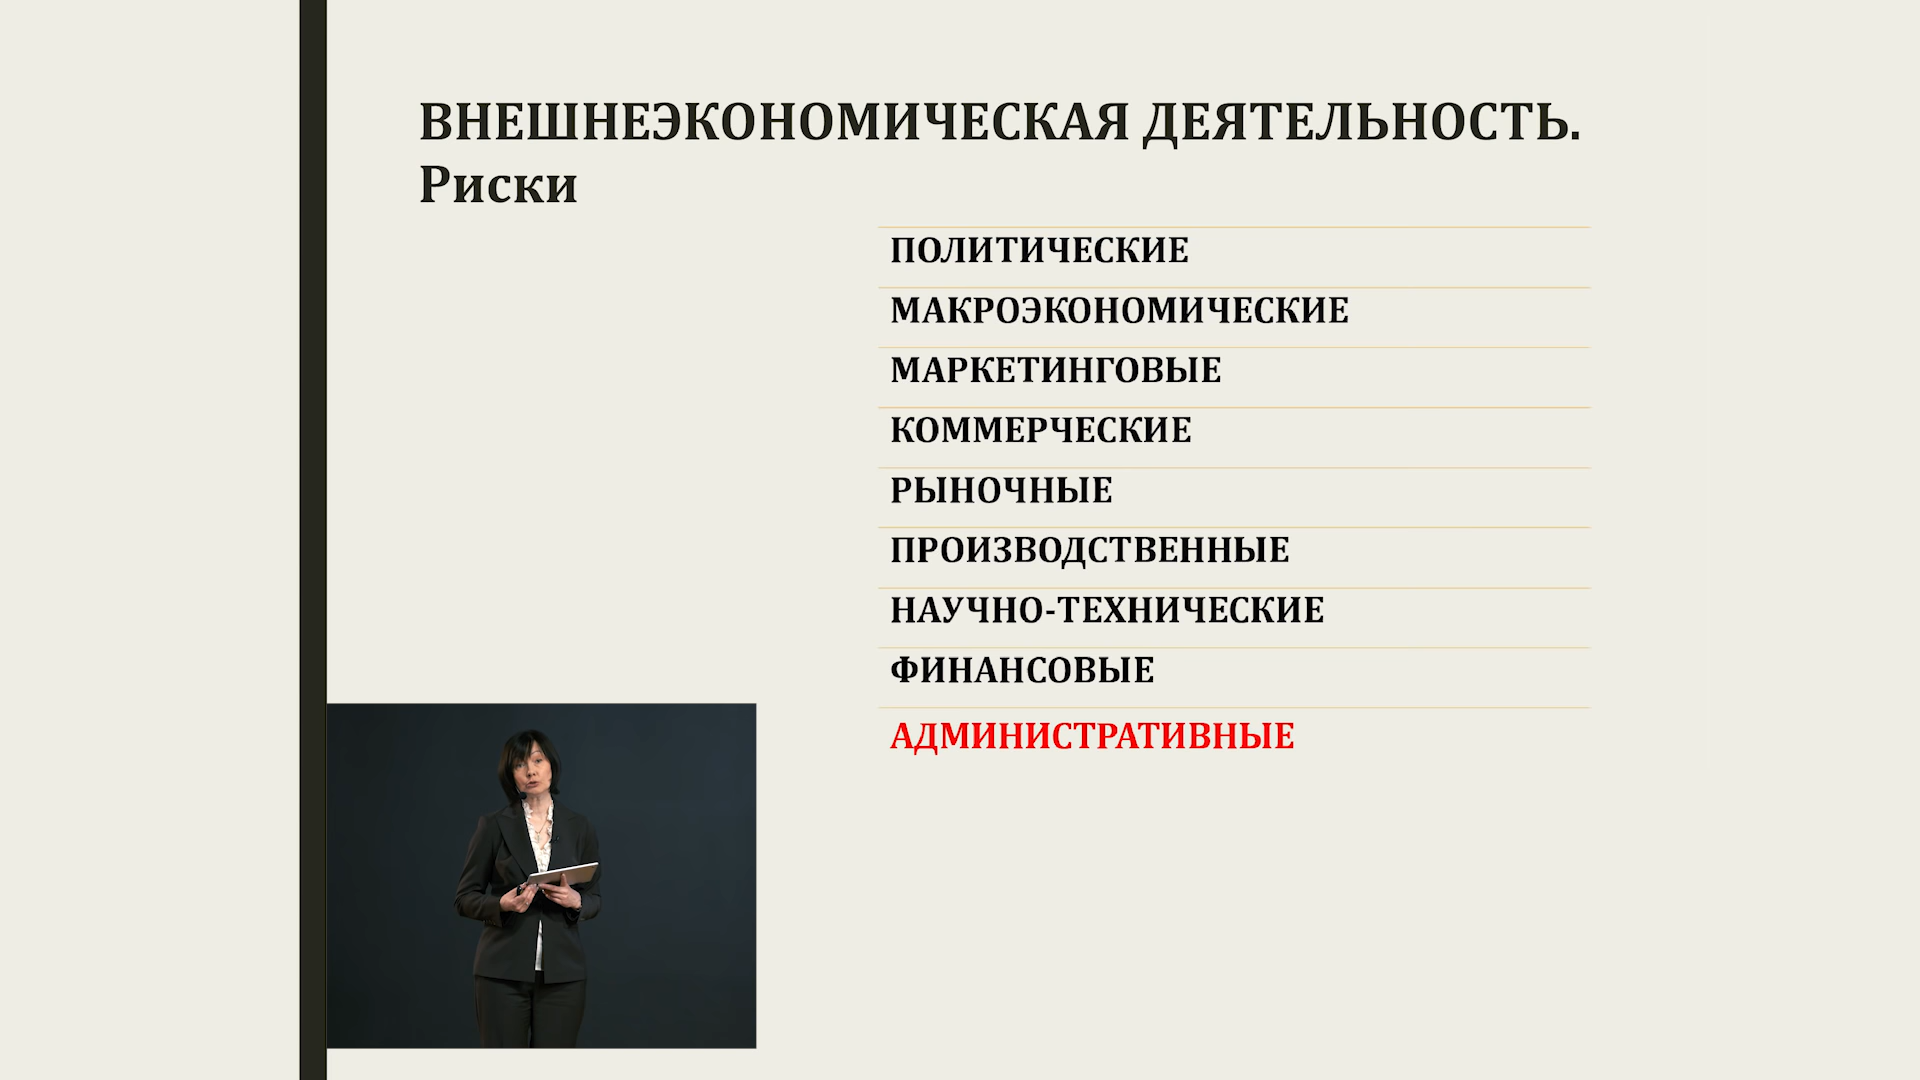 ВНЕШНЕЭКОНОМИЧЕСКАЯ ДЕЯТЕЛЬНОСТЬ.
Риски
ПОЛИТИЧЕСКИЕ
МАКРОЭКОНОМИЧЕСКИЕ
МАРКЕТИНГОВЫЕ
КОММЕРЧЕСКИЕ
РЫНОЧНЫЕ
ПРОИЗВОДСТВЕННЫЕ
НАУЧНО-ТЕХНИЧЕСКИЕ
ФИНАНСОВЫЕ
АДМИНИСТРАТИВНЫЕ